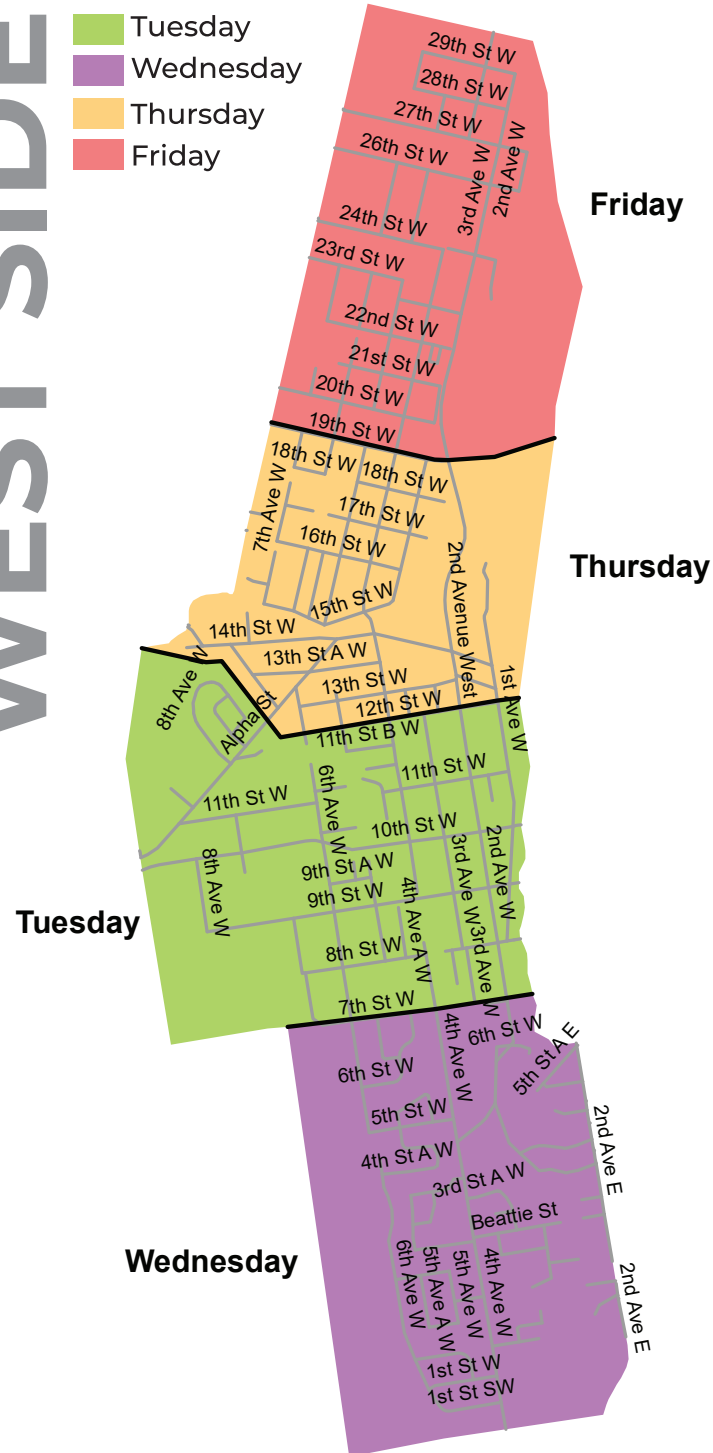 WEST SIDE
Tuesday
Wednesday
Thursday
Friday
29th St W
28th St W
27th St W
26th St W
3rd Ave W
2nd Ave W
Friday
24th St W
23rd St W
22nd St W
21st St W
20th St W
19th St W
18th St W
18th St W
7th Ave W
17th St W
16th St W
2nd Avenue West
Thursday
15th St W
14th St W
13th St A W
8th Ave W
13th St W
1st Ave W
12th St W
Alpha St
11th St B W
6th Ave W
11th St W
11th St W
10th St W
3rd Ave W
2nd Ave W
8th Ave W
9th St A W
4th Ave A W
9th St W
Tuesday
3rd Ave W
8th St W
7th St W
4th Ave W
6th St W
5th St A E
6th St W
2nd Ave E
5th St W
4th St A W
3rd St A W
Beattie St
Wednesday
6th Ave W
5th Ave A W
5th Ave W
4th Ave W
2nd Ave E
1st St W
1st St SW